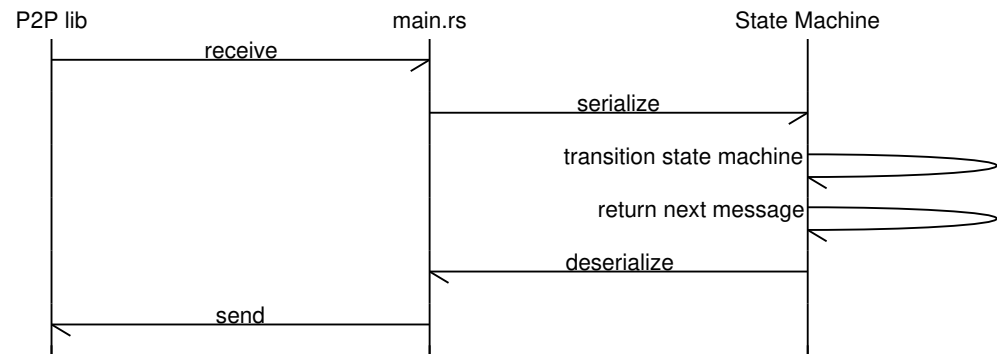 P2P lib
main.rs
State Machine
receive
serialize
transition state machine
return next message
deserialize
send